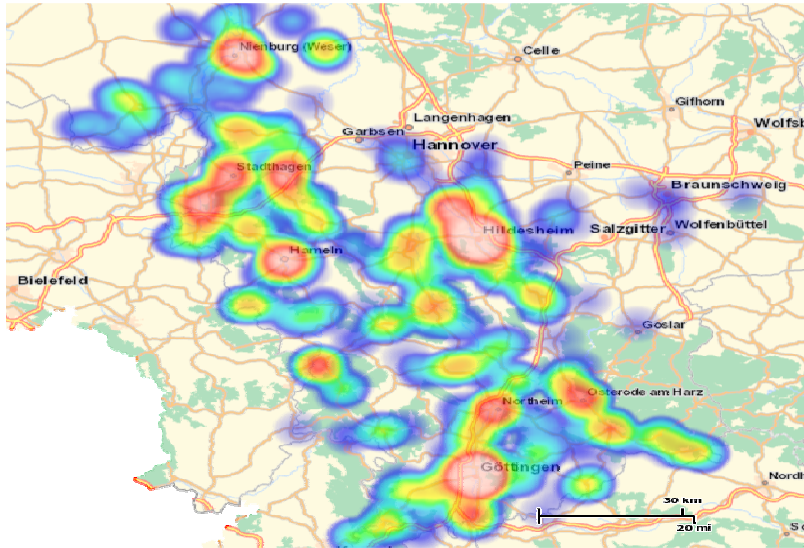 Nienburg (Weser)
Celle
Gifhorn
Langenhagen
Wolfsb
Garbsen
Hannover
Peine
Stadthagen
Braunschweig
Hildesheim
Salzgitter
Wolfenbüttel
Hameln
Bielefeld
Goslar
Osterode am Harz
Northeim
Göttingen
Nordh
30 km
20 mi